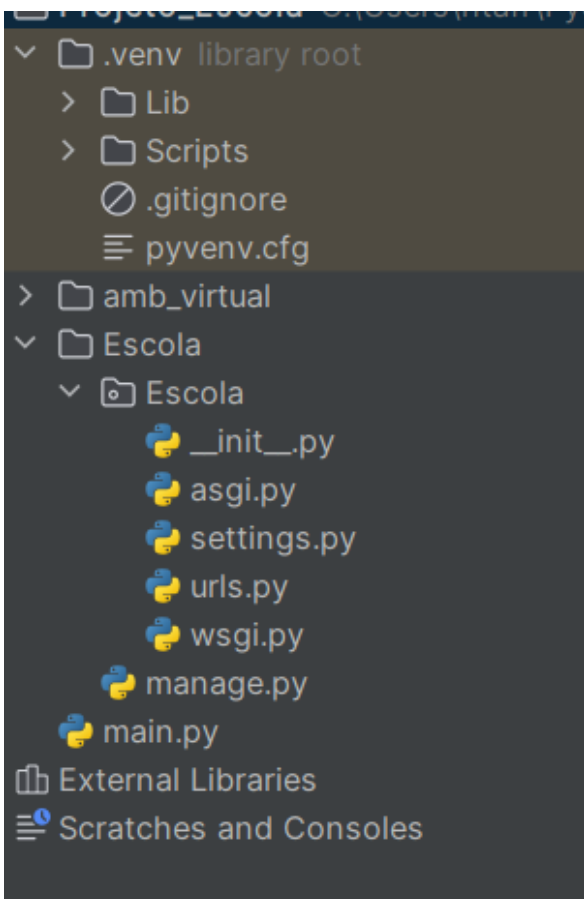 .venv library root
Lib
Scripts
.gitignore
pyvenv.cfg
amb_virtual
Escola
Escola
__init__.py
asgi.py
settings.py
urls.py
wsgi.py
manage.py
main.py
External Libraries
Scratches and Consoles